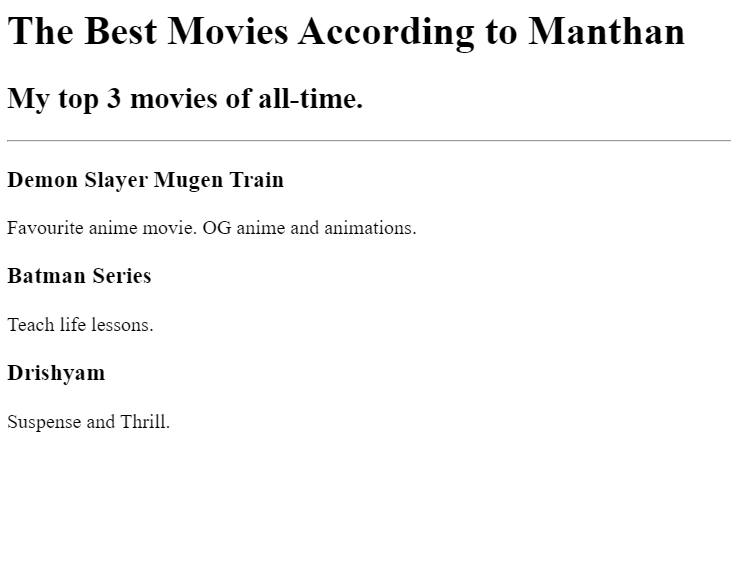 The Best Movies According to Manthan
My top 3 movies of all-time.
Demon Slayer Mugen Train
Favourite anime movie. OG anime and animations.
Batman Series
Teach life lessons.
Drishyam
Suspense and Thrill.